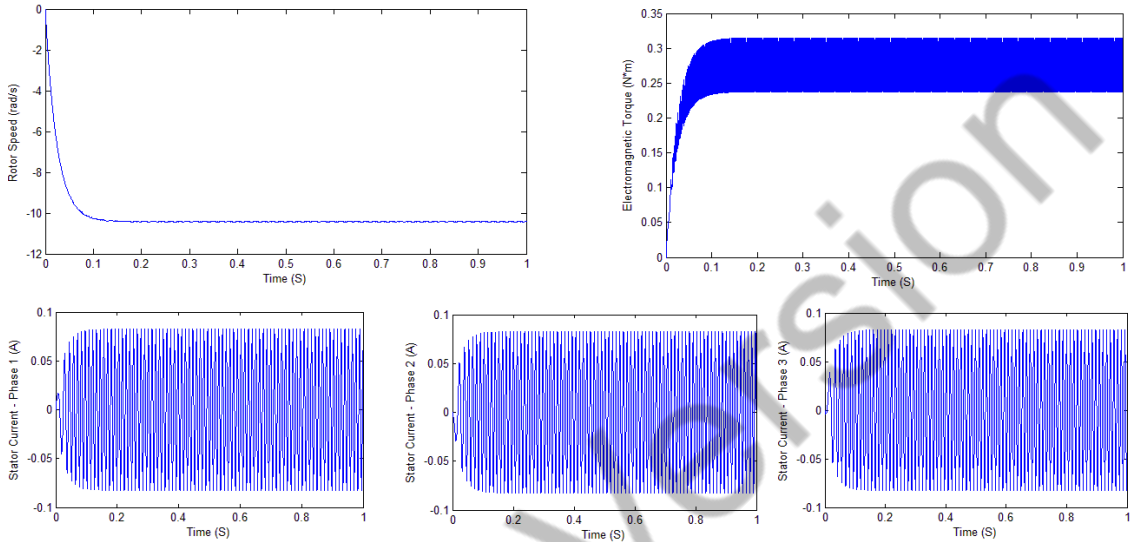 0
-2
-4
-6
-8
-10
-12
Rotor Speed (rad/s)
0 0.1 0.2 0.3 0.4 0.5 0.6 0.7 0.8 0.9 1
Time (S)
0.35
0.3
0.25
0.2
0.15
0.1
0.05
0
Electromagnetic Torque (N*m)
0 0.1 0.2 0.3 0.4 0.5 0.6 0.7 0.8 0.9 1
Time (S)
0.1
0.05
0
-0.05
-0.1
Stator Current - Phase 1 (A)
0 0.2 0.4 0.6 0.8 1
Time (S)
0.1
0.05
0
-0.05
-0.1
Stator Current - Phase 2 (A)
0 0.2 0.4 0.6 0.8 1
Time (S)
0.1
0.05
0
-0.05
-0.1
Stator Current - Phase 3 (A)
0 0.2 0.4 0.6 0.8 1
Time (S)
Version